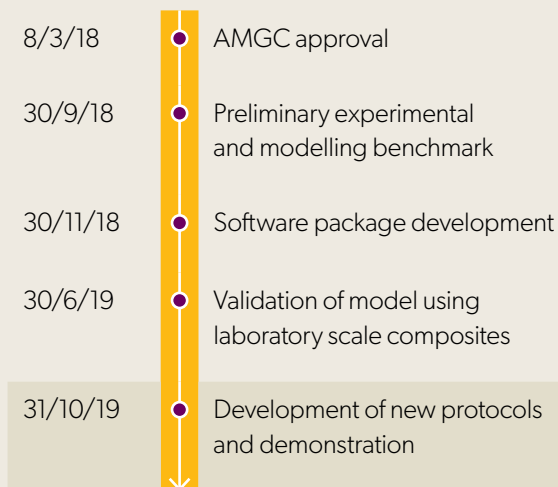 8/3/18 AMGC approval
30/9/18 Preliminary experimental
and modelling benchmark
30/11/18 Software package development
30/6/19 Validation of model using
laboratory scale composites
31/10/19 Development of new protocols
and demonstration